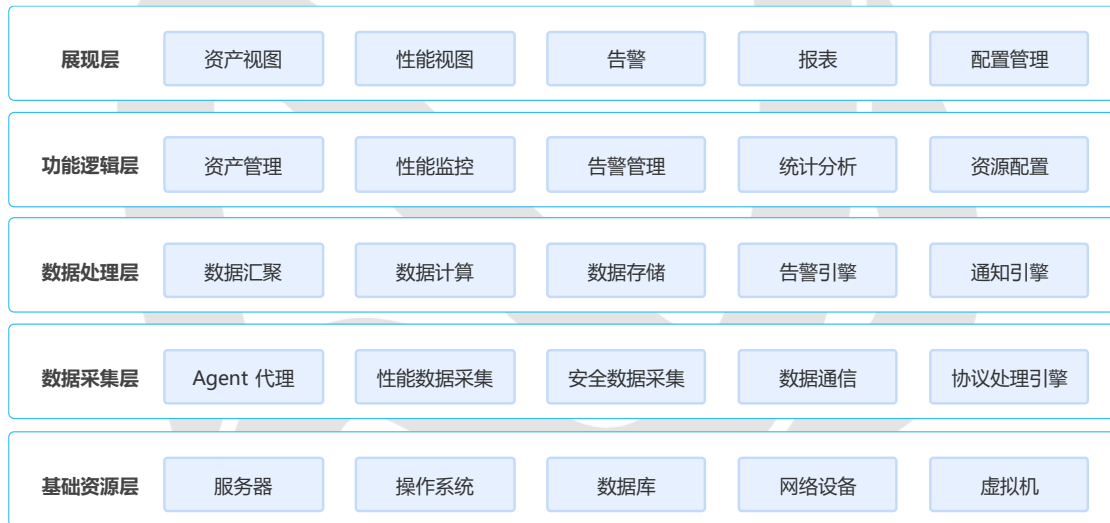 展现层 资产视图 性能视图 告警 报表 配置管理
功能逻辑层 资产管理 性能监控 告警管理 统计分析 资源配置
数据处理层 数据汇聚 数据计算 数据存储 告警引擎 通知引擎
数据采集层 Agent 代理 性能数据采集 安全数据采集 数据通信 协议处理引擎
基础资源层 服务器 操作系统 数据库 网络设备 虚拟机